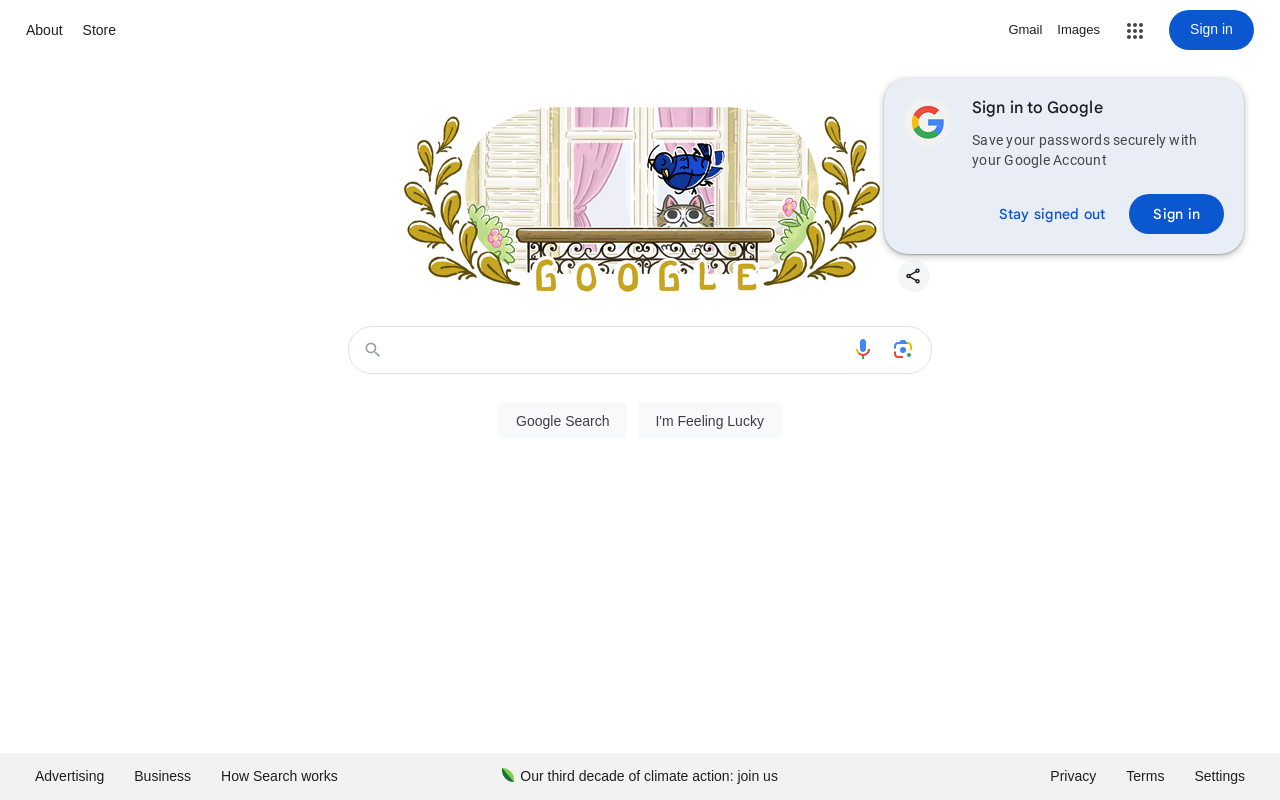 About Store
Gmail Images
Sign in
Sign in to Google
Save your passwords securely with
your Google Account
Stay signed out Sign in
GOOGLE
Google Search I'm Feeling Lucky
Advertising Business How Search works
Our third decade of climate action: join us
Privacy Terms Settings